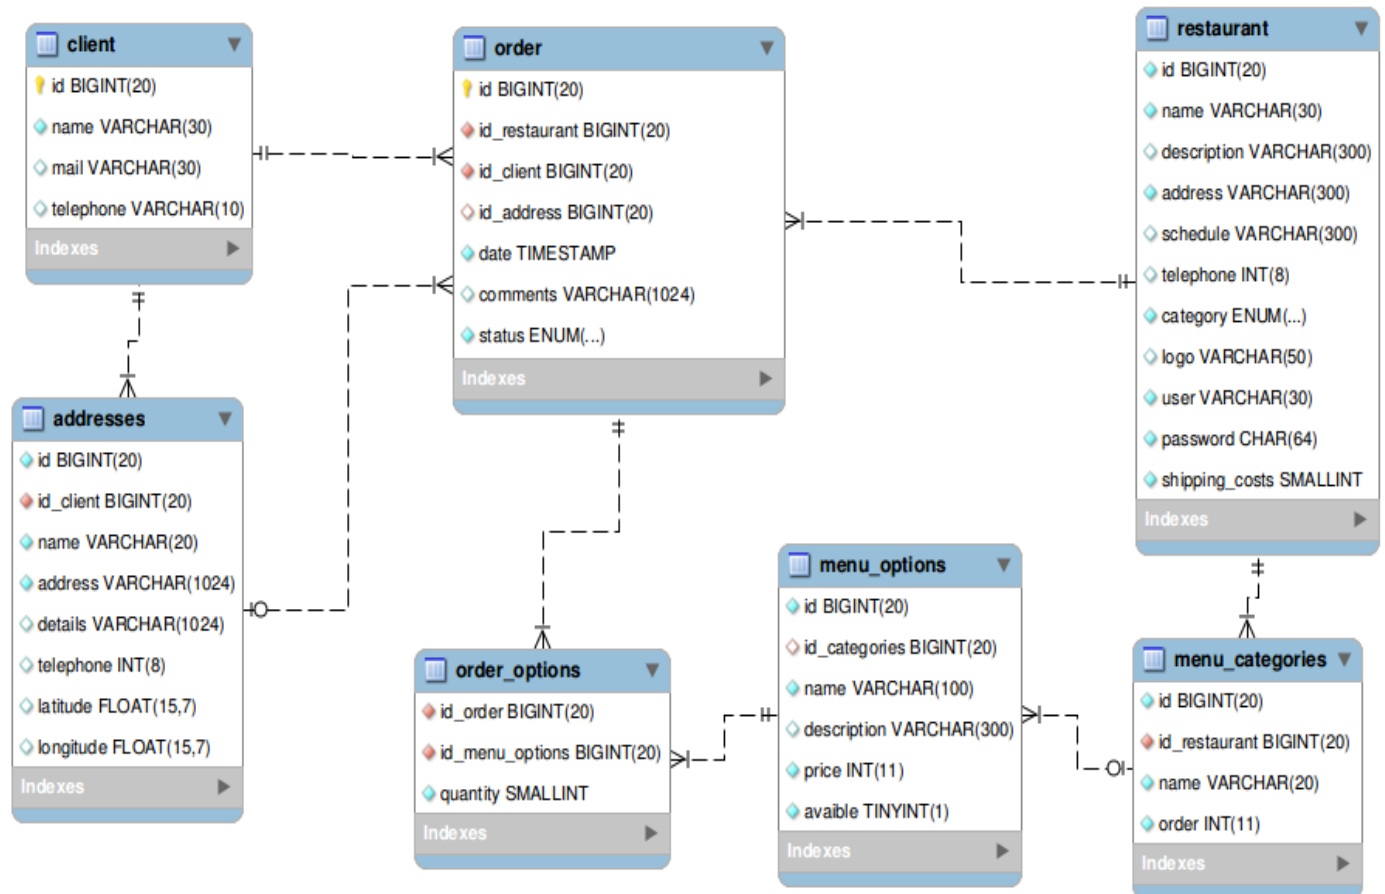 client
id BIGINT(20)
name VARCHAR(30)
mail VARCHAR(30)
telephone VARCHAR(10)
Indexes
order
id BIGINT(20)
id_restaurant BIGINT(20)
id_client BIGINT(20)
id_address BIGINT(20)
date TIMESTAMP
comments VARCHAR(1024)
status ENUM(...)
Indexes
restaurant
id BIGINT(20)
name VARCHAR(30)
description VARCHAR(300)
address VARCHAR(300)
schedule VARCHAR(300)
telephone INT(8)
category ENUM(...)
logo VARCHAR(50)
user VARCHAR(30)
password CHAR(64)
shipping_costs SMALLINT
Indexes
addresses
id BIGINT(20)
id_client BIGINT(20)
name VARCHAR(20)
address VARCHAR(1024)
details VARCHAR(1024)
telephone INT(8)
latitude FLOAT(15,7)
longitude FLOAT(15,7)
Indexes
order_options
id_order BIGINT(20)
id_menu_options BIGINT(20)
quantity SMALLINT
Indexes
menu_options
id BIGINT(20)
id_categories BIGINT(20)
name VARCHAR(100)
description VARCHAR(300)
price INT(11)
avaible TINYINT(1)
Indexes
menu_categories
id BIGINT(20)
id_restaurant BIGINT(20)
name VARCHAR(20)
order INT(11)
Indexes